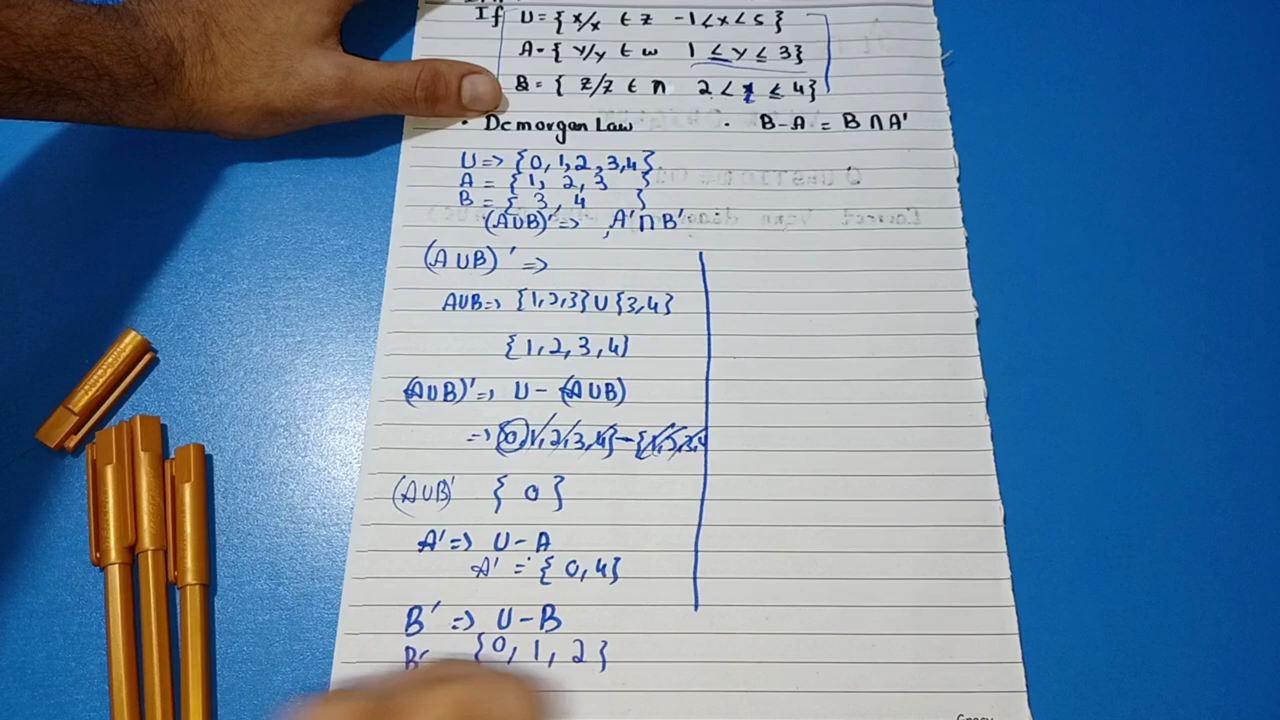 If U = { x/x ∈ z -1 < x < 5 }
A = { y/y ∈ w 1 ≤ y ≤ 3}
B = { z/z ∈ n 2 < z ≤ 4}
• Demorgan Law • B - A = B ∩ A'
U => {0, 1, 2, 3, 4}
A = {1, 2, 3 }
B = { 3, 4 }
(A∪B)' => A' ∩ B'
(A∪B)' =>
A∪B => {1, 2, 3} ∪ {3, 4}
{1, 2, 3, 4}
(A∪B)' => U - (A∪B)
=> {0, 1, 2, 3, 4} - {1, 2, 3, 4
(A∪B)' { 0 }
A' => U - A
A' = { 0, 4}
B' => U - B
B' {0, 1, 2}